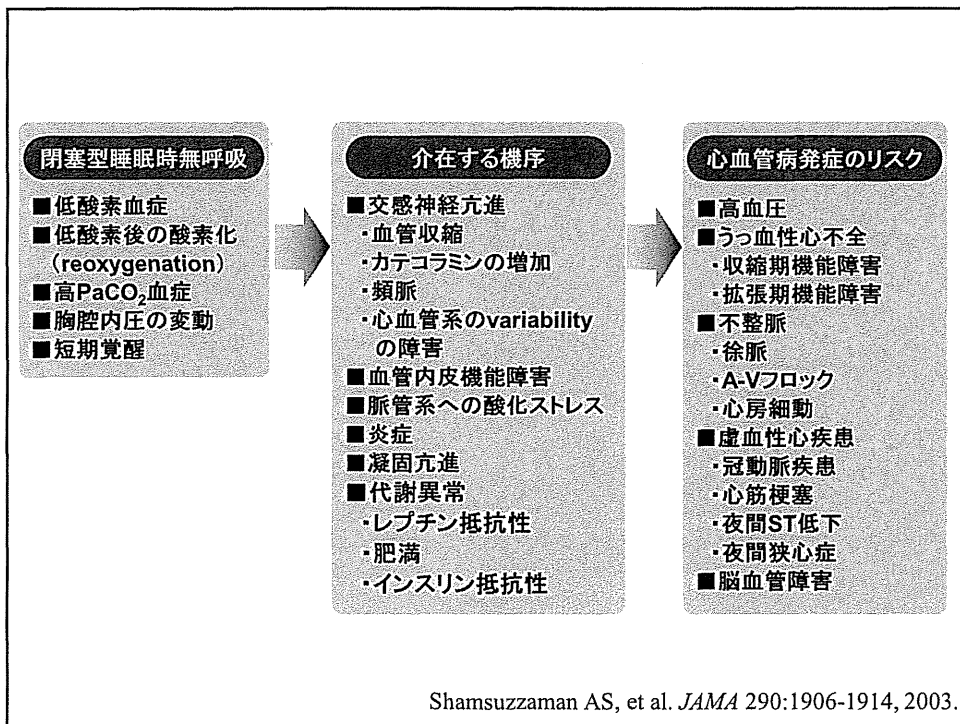 閉塞型睡眠時無呼吸
■低酸素血症
■低酸素後の酸素化
（reoxygenation）
■高PaCO₂血症
■胸腔内圧の変動
■短期覚醒
介在する機序
■交感神経亢進
・血管収縮
・カテコラミンの増加
・頻脈
・心血管系のvariability
の障害
■血管内皮機能障害
■脈管系への酸化ストレス
■炎症
■凝固亢進
■代謝異常
・レプチン抵抗性
・肥満
・インスリン抵抗性
心血管病発症のリスク
■高血圧
■うっ血性心不全
・収縮期機能障害
・拡張期機能障害
■不整脈
・徐脈
・A-Vフロック
・心房細動
■虚血性心疾患
・冠動脈疾患
・心筋梗塞
・夜間ST低下
・夜間狭心症
■脳血管障害
Shamsuzzaman AS, et al. JAMA 290:1906-1914, 2003.